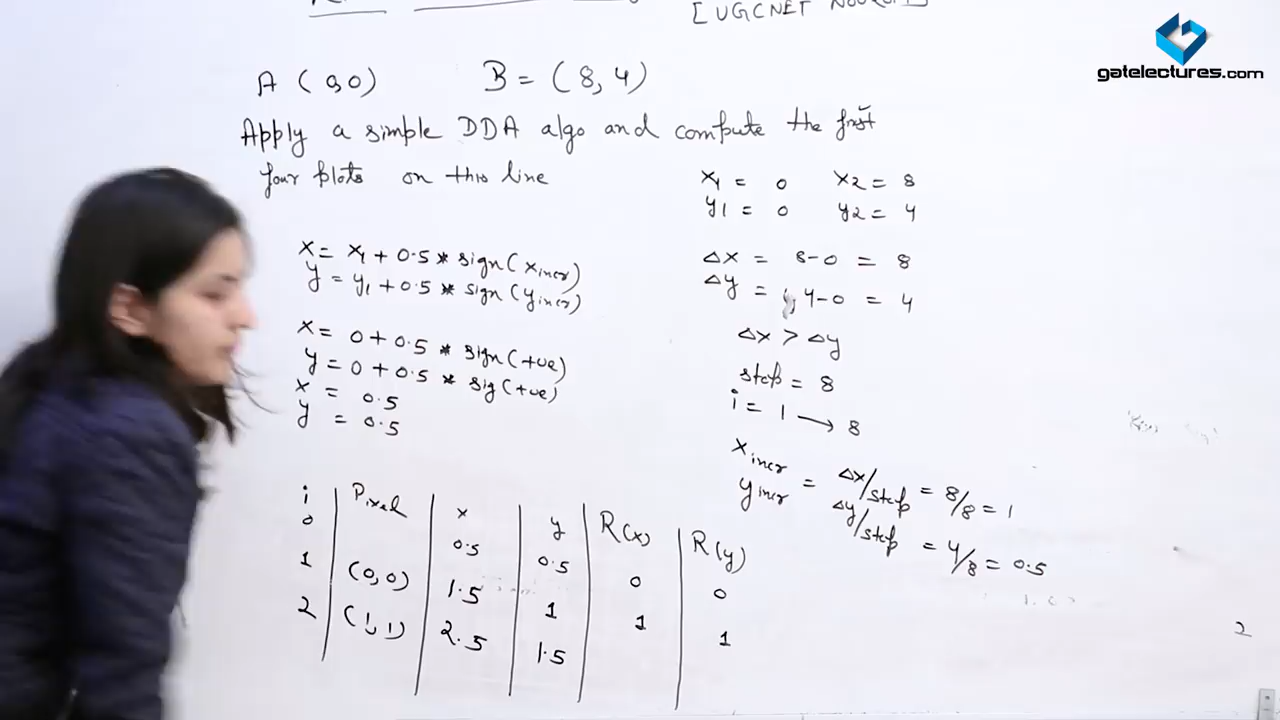 [UGCNET
gatelectures.com
A (0,0) B = (8, 4)
Apply a simple DDA algo and compute the first
four plots on this line
x1 = 0 x2 = 8
y1 = 0 y2 = 4
x = x1 + 0.5 * sign(xincr)
y = y1 + 0.5 * sign(yincr)
Δx = 8-0 = 8
Δy = 4-0 = 4
x = 0 + 0.5 * sign(+ve)
y = 0 + 0.5 * sig(+ve)
x = 0.5
y = 0.5
Δx > Δy
step = 8
i = 1 → 8
xincr = Δx/step = 8/8 = 1
yincr = Δy/step = 4/8 = 0.5
i Pixel x y R(x) R(y)
0 0.5 0.5 0 0
1 (0,0) 1.5 1 1 1
2 (1,1) 2.5 1.5
2